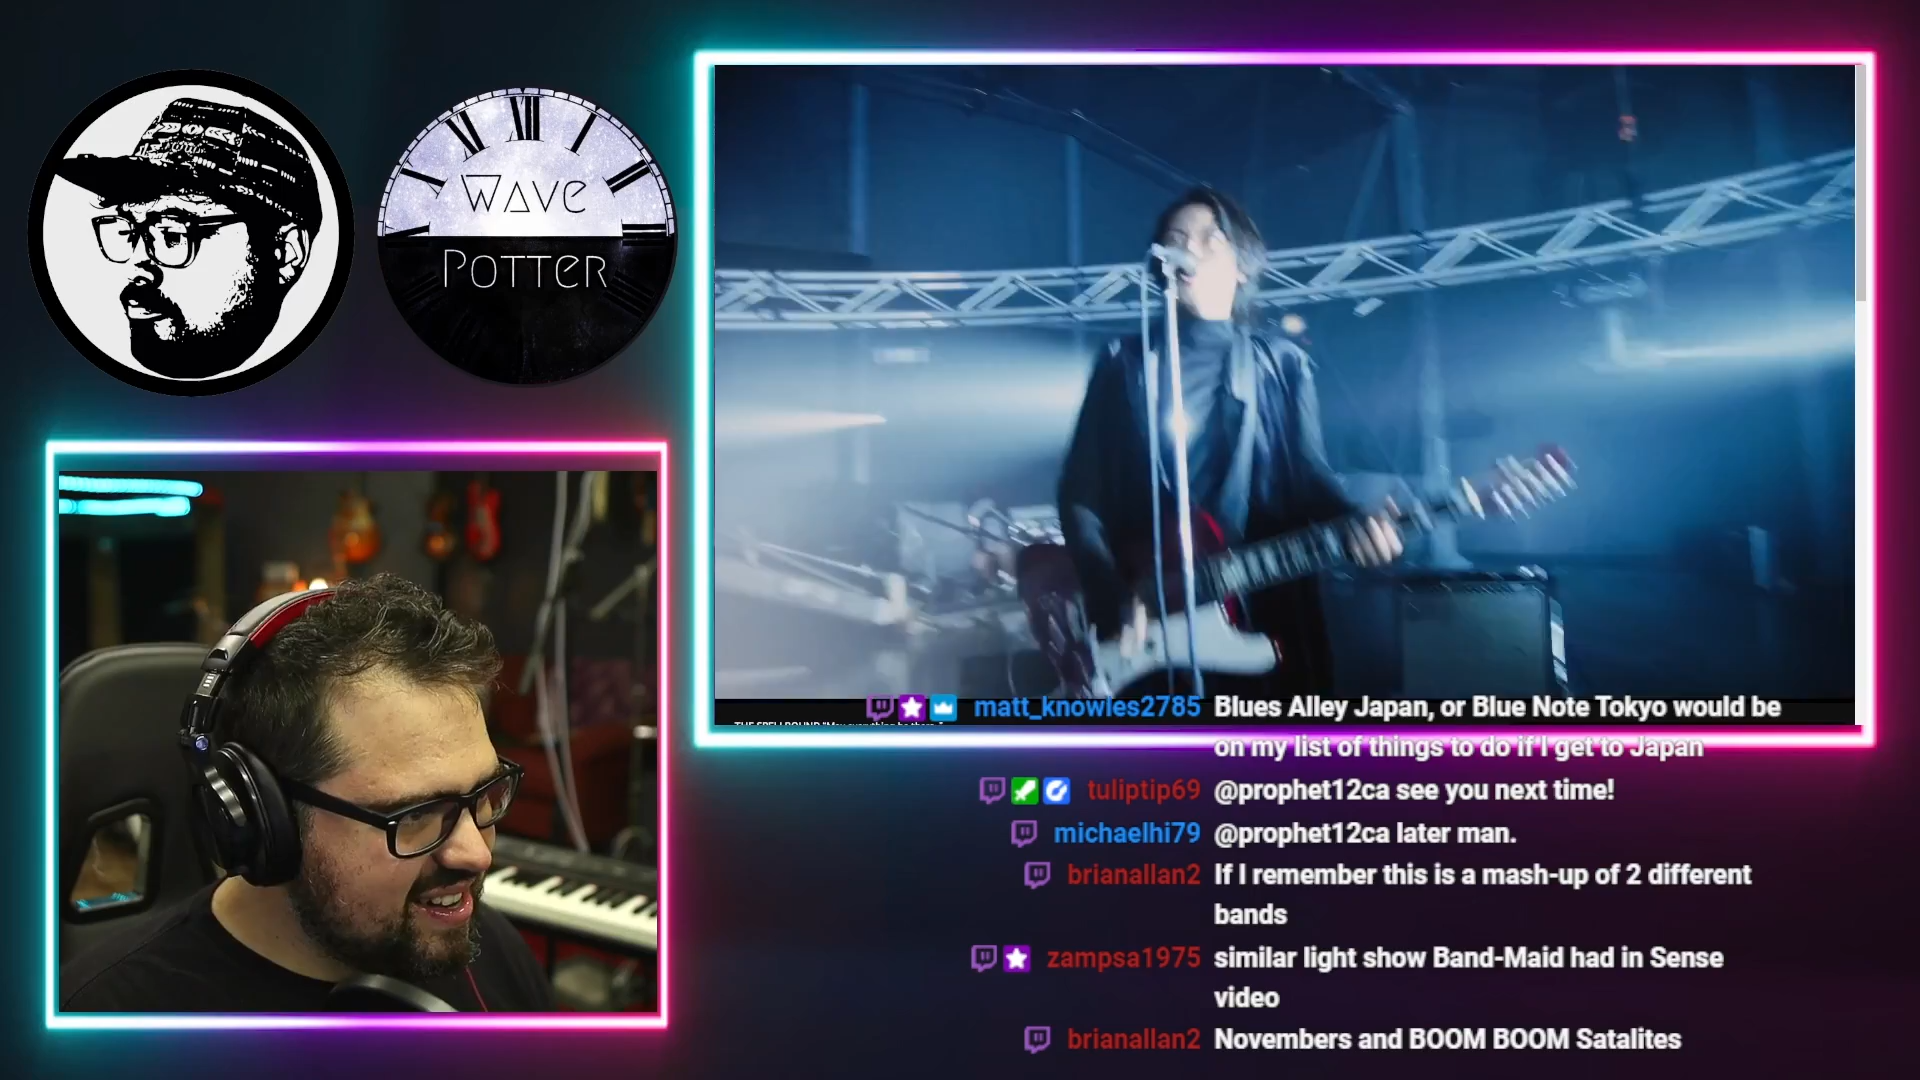 WAVE
POTTER
matt_knowles2785 Blues Alley Japan, or Blue Note Tokyo would be
on my list of things to do if I get to Japan
tuliptip69 @prophet12ca see you next time!
michaelhi79 @prophet12ca later man.
brianallan2 If I remember this is a mash-up of 2 different
bands
zampsa1975 similar light show Band-Maid had in Sense
video
brianallan2 Novembers and BOOM BOOM Satalites